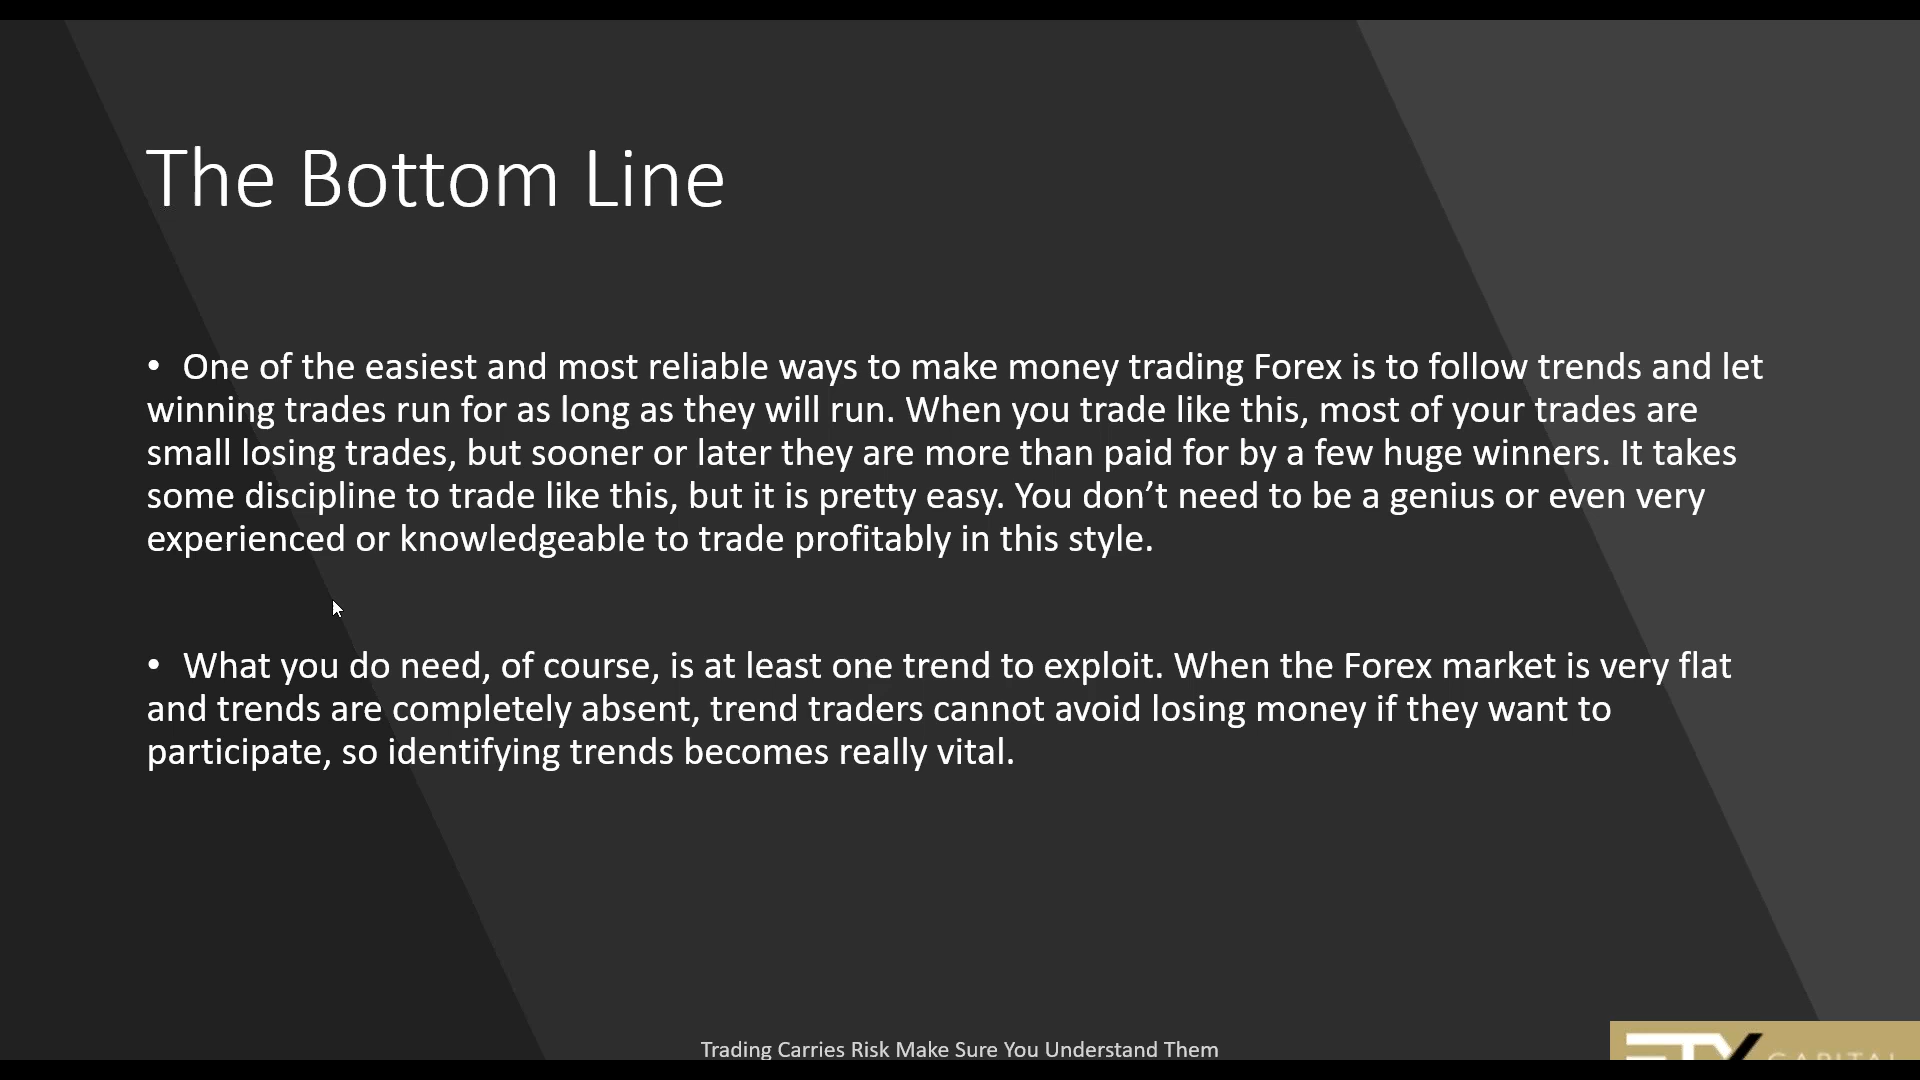 The Bottom Line
• One of the easiest and most reliable ways to make money trading Forex is to follow trends and let
winning trades run for as long as they will run. When you trade like this, most of your trades are
small losing trades, but sooner or later they are more than paid for by a few huge winners. It takes
some discipline to trade like this, but it is pretty easy. You don’t need to be a genius or even very
experienced or knowledgeable to trade profitably in this style.
• What you do need, of course, is at least one trend to exploit. When the Forex market is very flat
and trends are completely absent, trend traders cannot avoid losing money if they want to
participate, so identifying trends becomes really vital.
Trading Carries Risk Make Sure You Understand Them
ETX CAPITAL